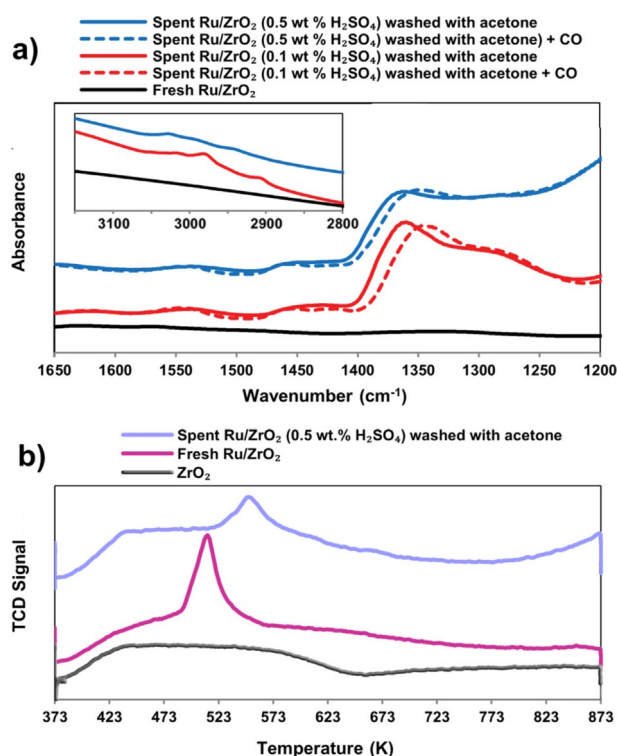 a)
Spent Ru/ZrO₂ (0.5 wt % H₂SO₄) washed with acetone
Spent Ru/ZrO₂ (0.5 wt % H₂SO₄) washed with acetone) + CO
Spent Ru/ZrO₂ (0.1 wt % H₂SO₄) washed with acetone
Spent Ru/ZrO₂ (0.1 wt % H₂SO₄) washed with acetone + CO
Fresh Ru/ZrO₂
Absorbance
3100 3000 2900 2800
1650 1600 1550 1500 1450 1400 1350 1300 1250 1200
Wavenumber (cm⁻¹)
b)
Spent Ru/ZrO₂ (0.5 wt.% H₂SO₄) washed with acetone
Fresh Ru/ZrO₂
ZrO₂
TCD Signal
373 423 473 523 573 623 673 723 773 823 873
Temperature (K)